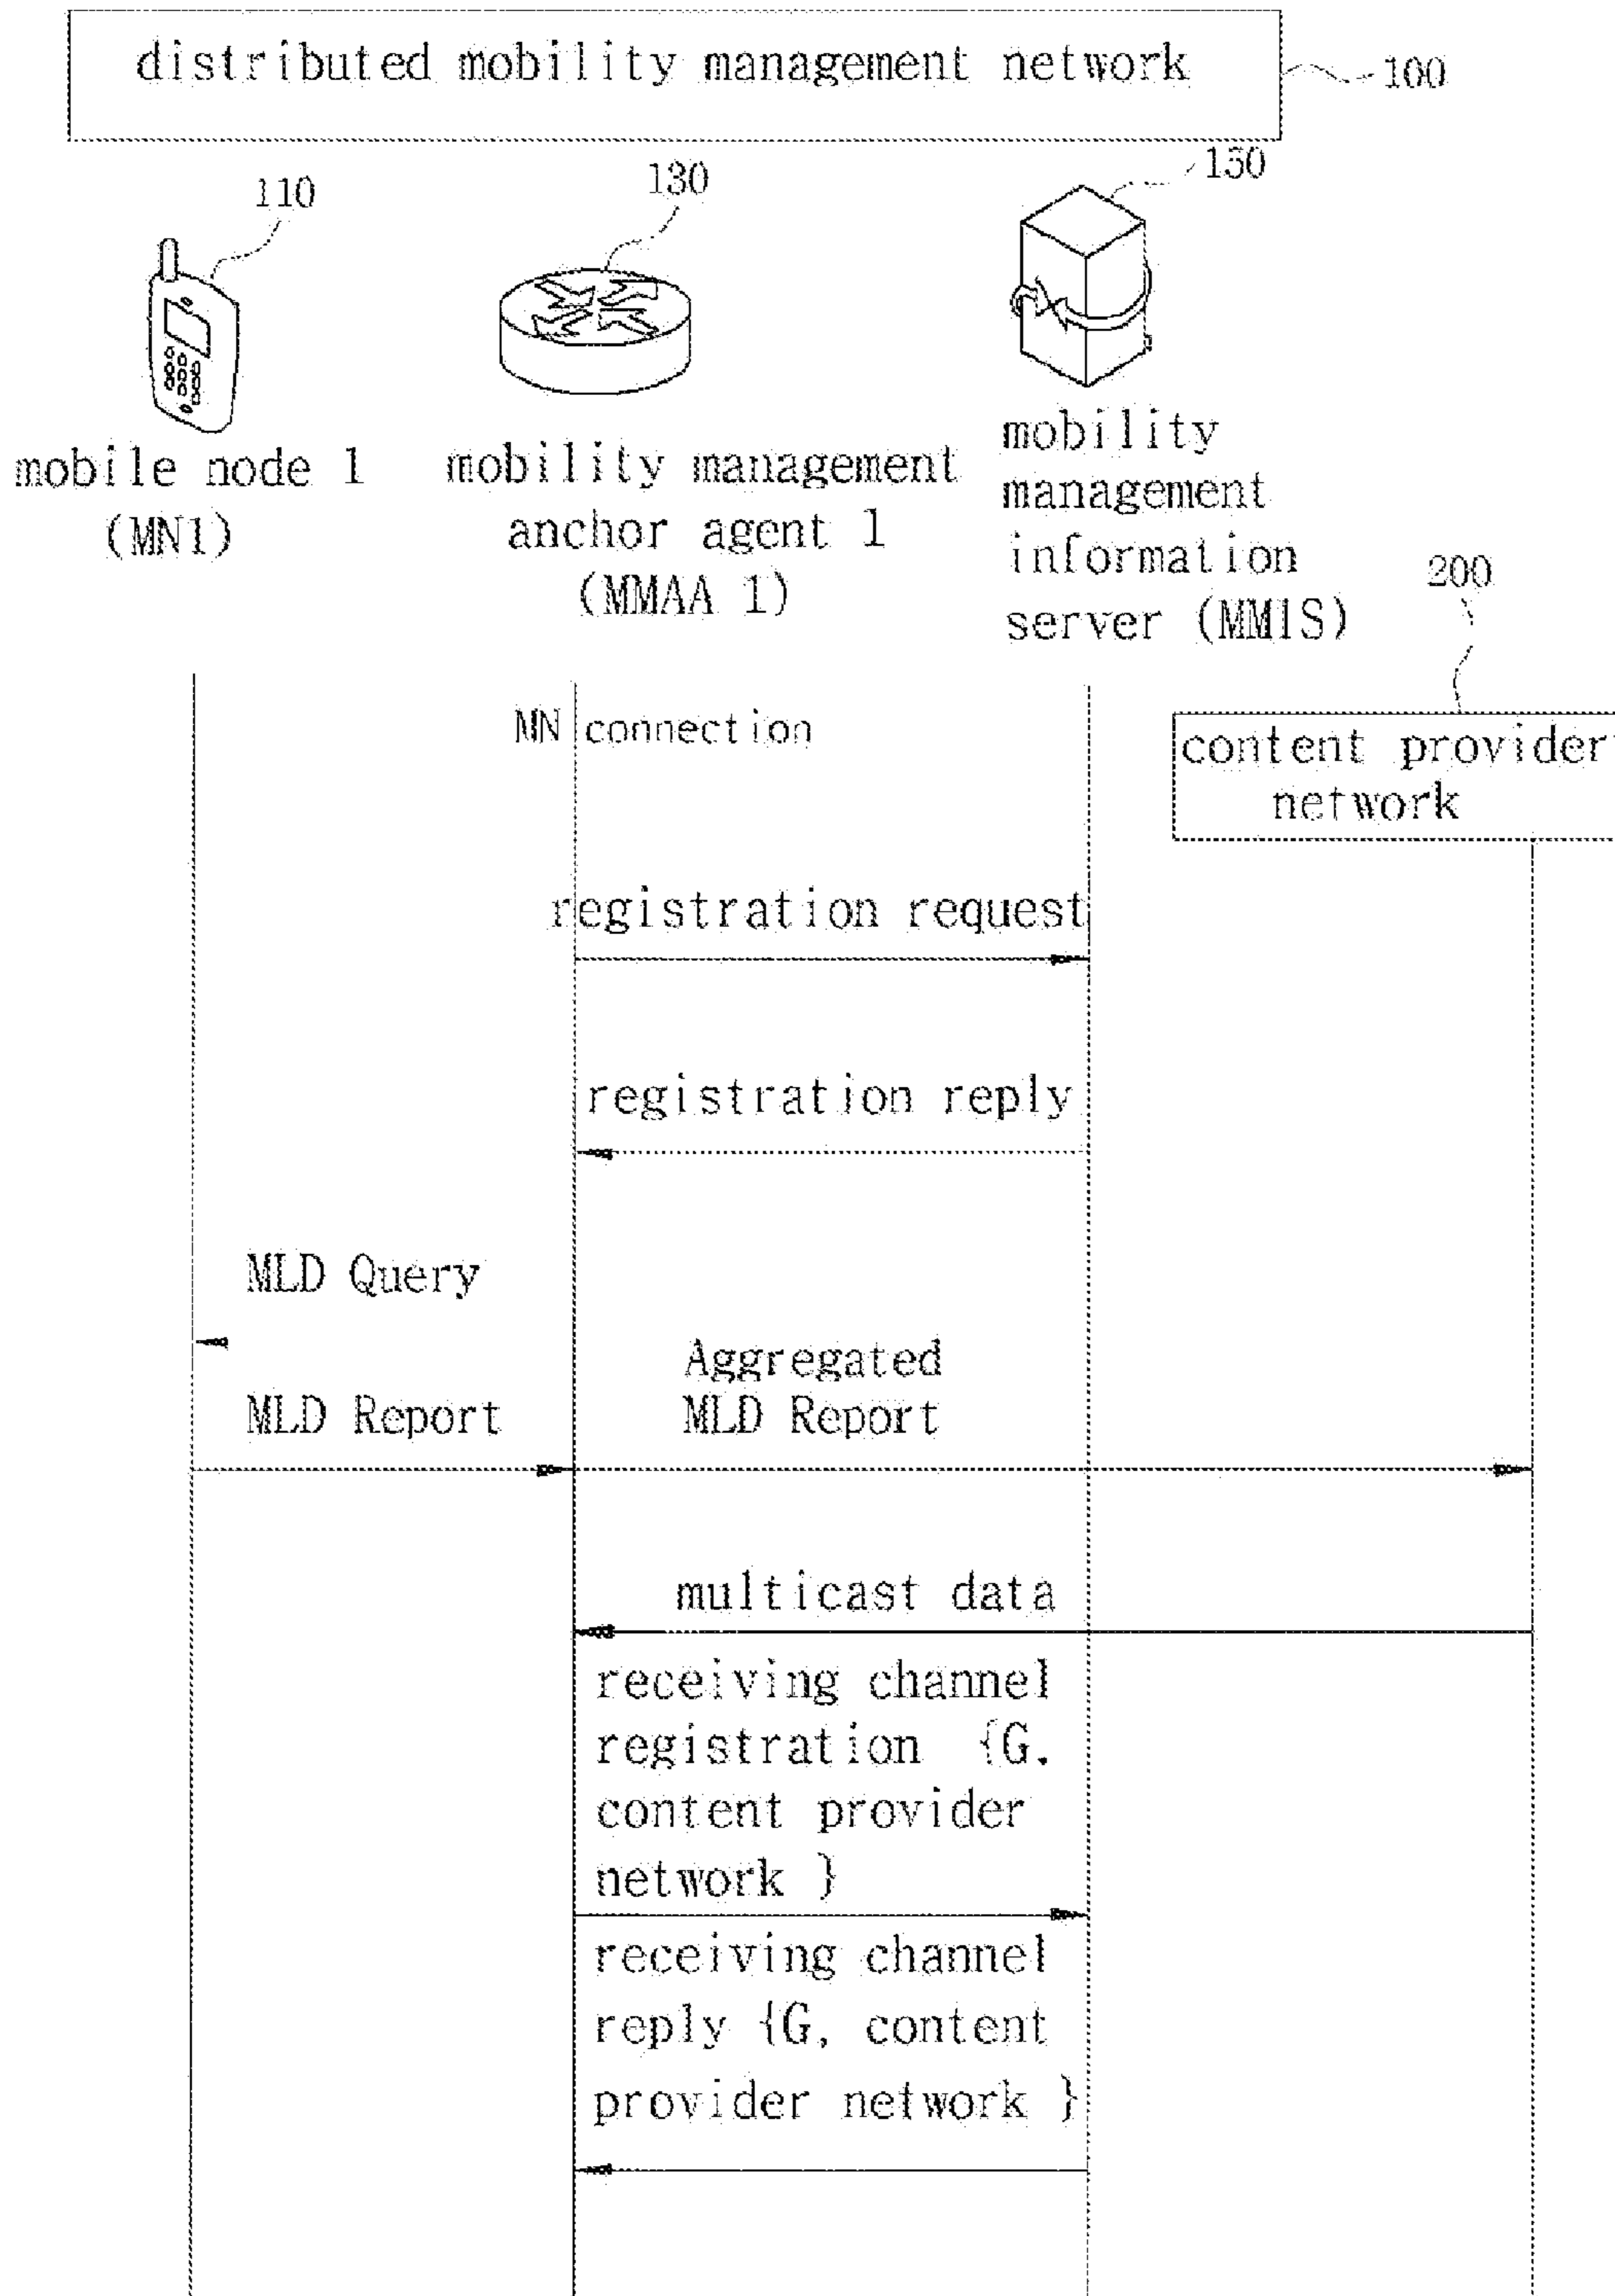 distributed mobility management network
100
110
130
150
mobile node 1
(MN1)
mobility management
anchor agent 1
(MMAA 1)
mobility
management
information
server (MMIS)
200
MN connection
content provider
network
registration request
registration reply
MLD Query
Aggregated
MLD Report
MLD Report
multicast data
receiving channel
registration {G.
content provider
network }
receiving channel
reply {G, content
provider network }